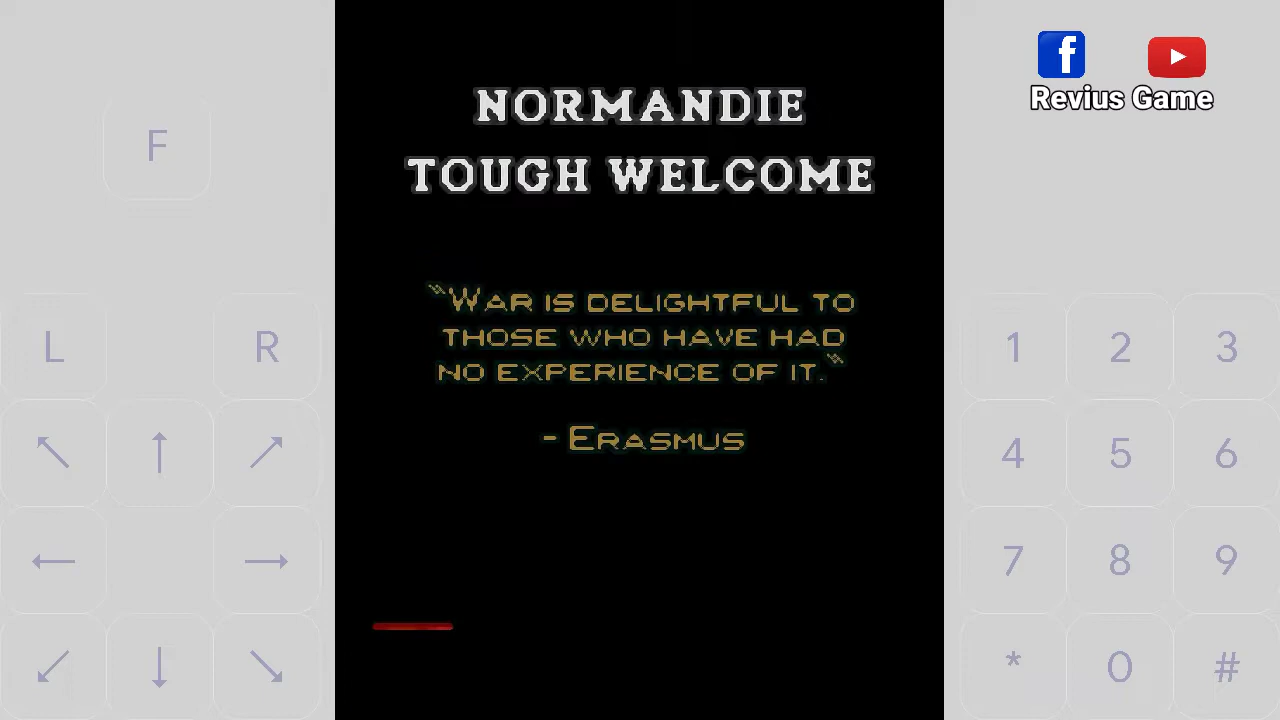 NORMANDIE
TOUGH WELCOME
"War is delightful to
those who have had
no experience of it."
- Erasmus
Revius Game
F
L R
1 2 3
4 5 6
7 8 9
* 0 #